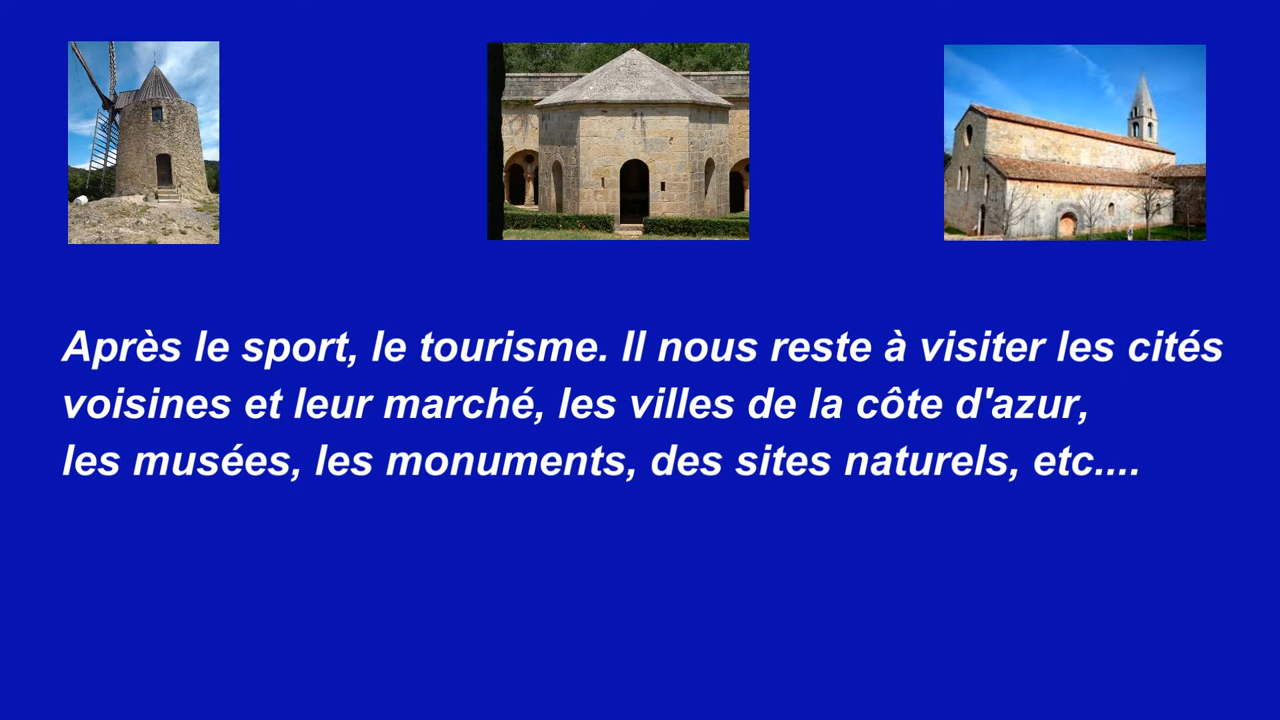 Après le sport, le tourisme. Il nous reste à visiter les cités
voisines et leur marché, les villes de la côte d'azur,
les musées, les monuments, des sites naturels, etc....